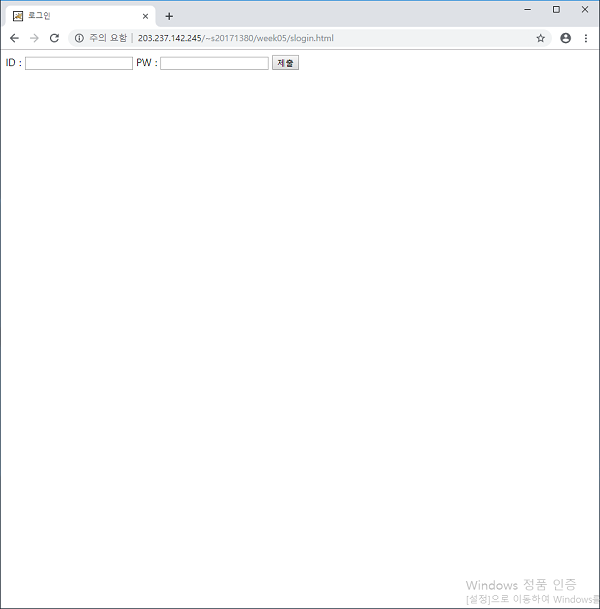 로그인
주의 요함 | 203.237.142.245/~s20171380/week05/slogin.html
ID : PW : 제출
Windows 정품 인증
[설정]으로 이동하여 Windows를